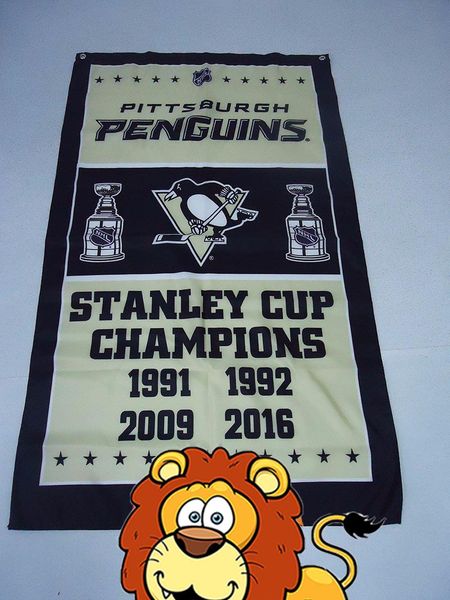 PITTSBURGH
PENGUINS
STANLEY CUP
CHAMPIONS
1991 1992
2009 2016